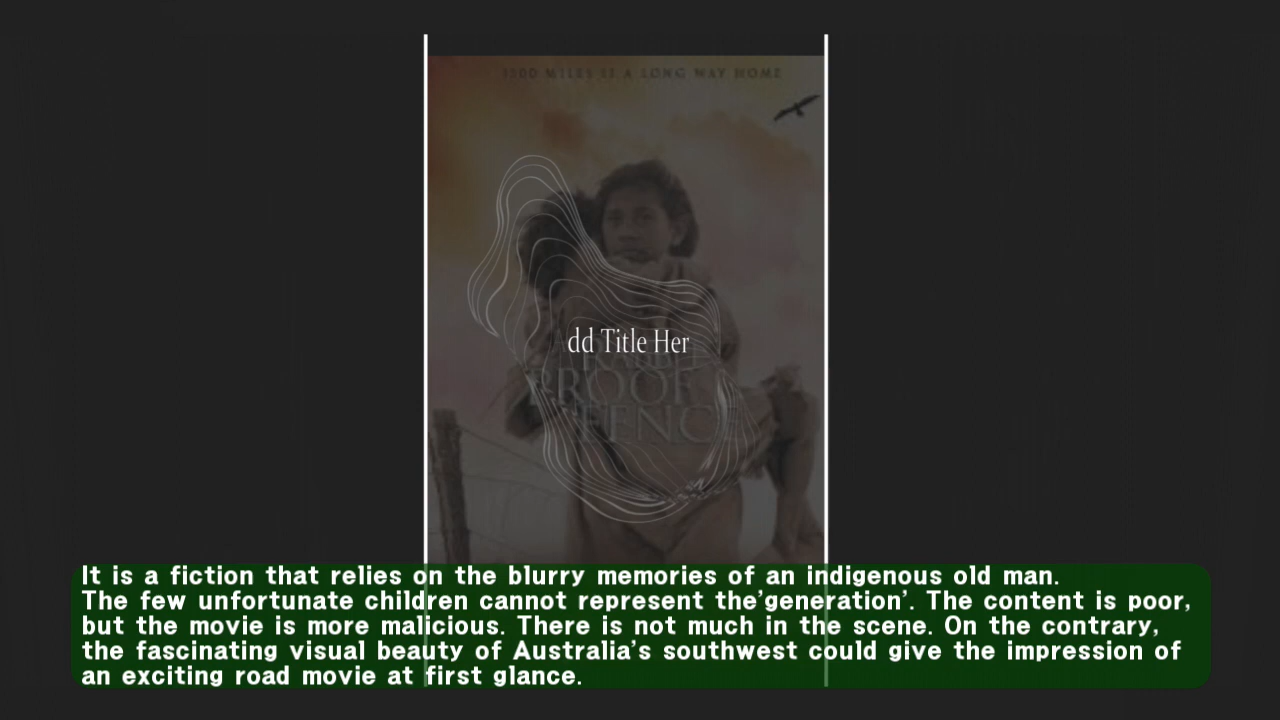 1500 MILES IS A LONG WAY HOME
dd Title Her
RABBIT
PROOF
FENCE
It is a fiction that relies on the blurry memories of an indigenous old man.
The few unfortunate children cannot represent the'generation'. The content is poor,
but the movie is more malicious. There is not much in the scene. On the contrary,
the fascinating visual beauty of Australia's southwest could give the impression of
an exciting road movie at first glance.